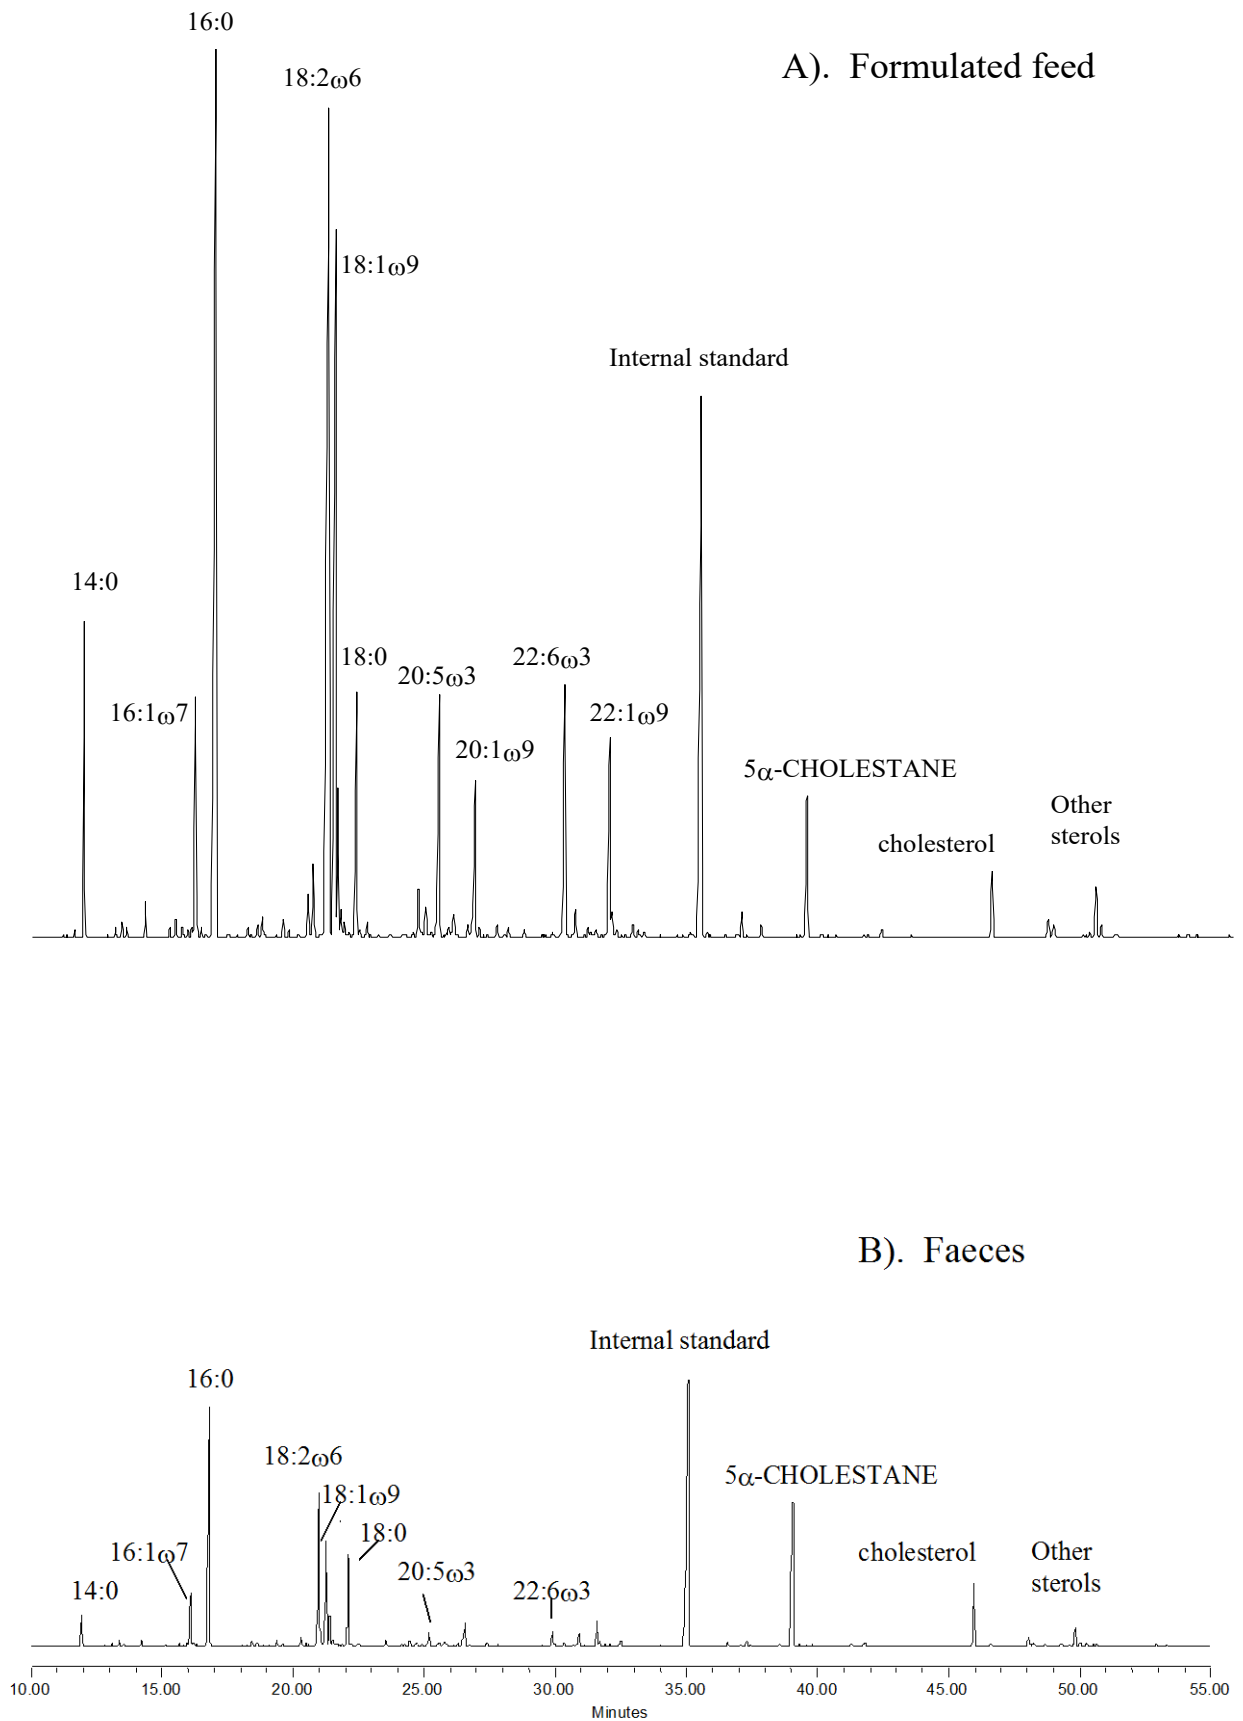 16:0
A). Formulated feed
18:2ω6
18:1ω9
Internal standard
14:0
18:0
22:6ω3
20:5ω3
16:1ω7
22:1ω9
20:1ω9
5α-CHOLESTANE
Other
sterols
cholesterol
B). Faeces
Internal standard
16:0
18:2ω6
5α-CHOLESTANE
18:1ω9
18:0
16:1ω7
cholesterol
Other
sterols
20:5ω3
14:0
22:6ω3
10.00 15.00 20.00 25.00 30.00 35.00 40.00 45.00 50.00 55.00
Minutes